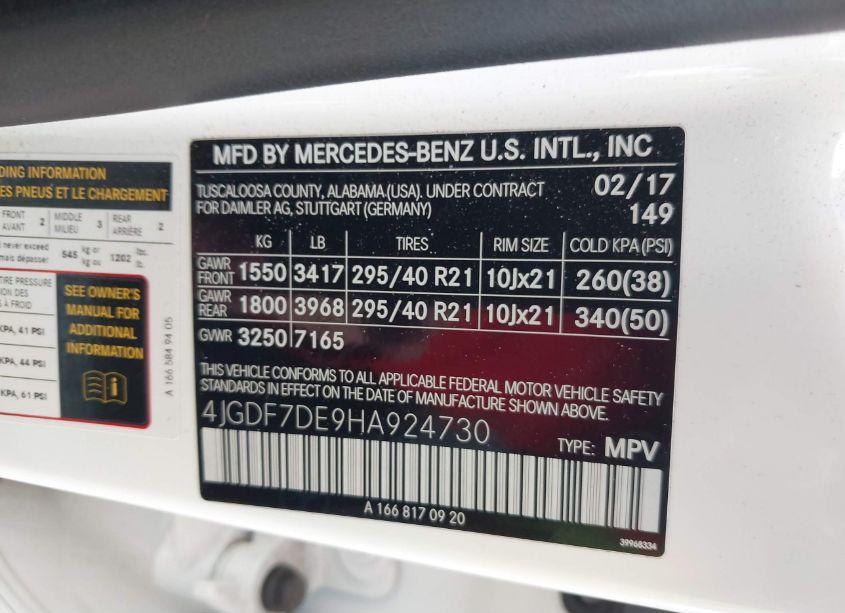 DING INFORMATION
ES PNEUS ET LE CHARGEMENT
FRONT AVANT 2 MIDDLE MILIEU 3 REAR ARRIÈRE 2
never exceed
mais dépasser 545 kg or kg ou 1202 lbs. lb.
TIRE PRESSURE
ION DES
S À FROID
KPA, 41 PSI
KPA, 44 PSI
KPA, 61 PSI
SEE OWNER'S
MANUAL FOR
ADDITIONAL
INFORMATION
A 166 584 94 05
MFD BY MERCEDES-BENZ U.S. INTL., INC
TUSCALOOSA COUNTY, ALABAMA (USA). UNDER CONTRACT 02/17
FOR DAIMLER AG, STUTTGART (GERMANY) 149
KG LB TIRES RIM SIZE COLD KPA (PSI)
GAWR FRONT 1550 3417 295/40 R21 10Jx21 260(38)
GAWR REAR 1800 3968 295/40 R21 10Jx21 340(50)
GVWR 3250 7165
THIS VEHICLE CONFORMS TO ALL APPLICABLE FEDERAL MOTOR VEHICLE SAFETY
STANDARDS IN EFFECT ON THE DATE OF MANUFACTURE SHOWN ABOVE.
4JGDF7DE9HA924730
TYPE: MPV
A 166 817 09 20
39968334